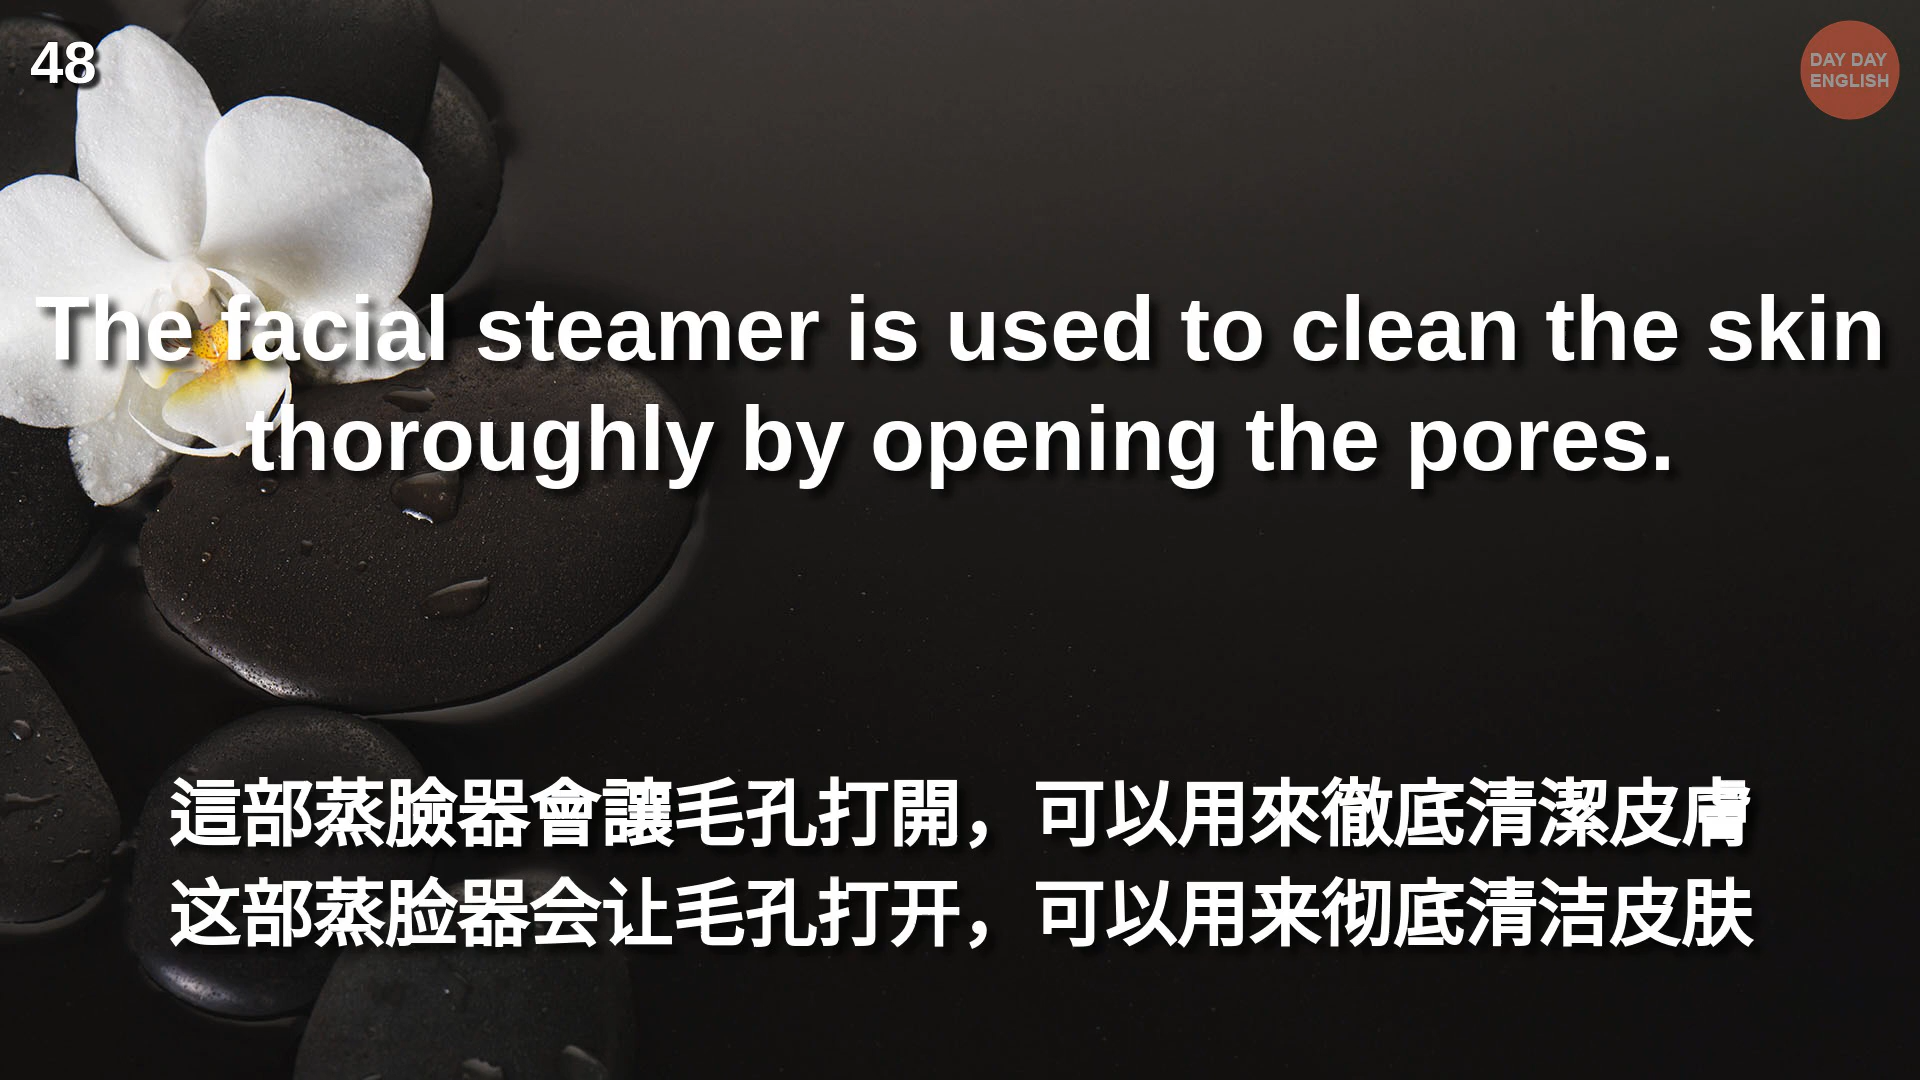 48
DAY DAY
ENGLISH
The facial steamer is used to clean the skin
thoroughly by opening the pores.
這部蒸臉器會讓毛孔打開，可以用來徹底清潔皮膚
这部蒸脸器会让毛孔打开，可以用来彻底清洁皮肤